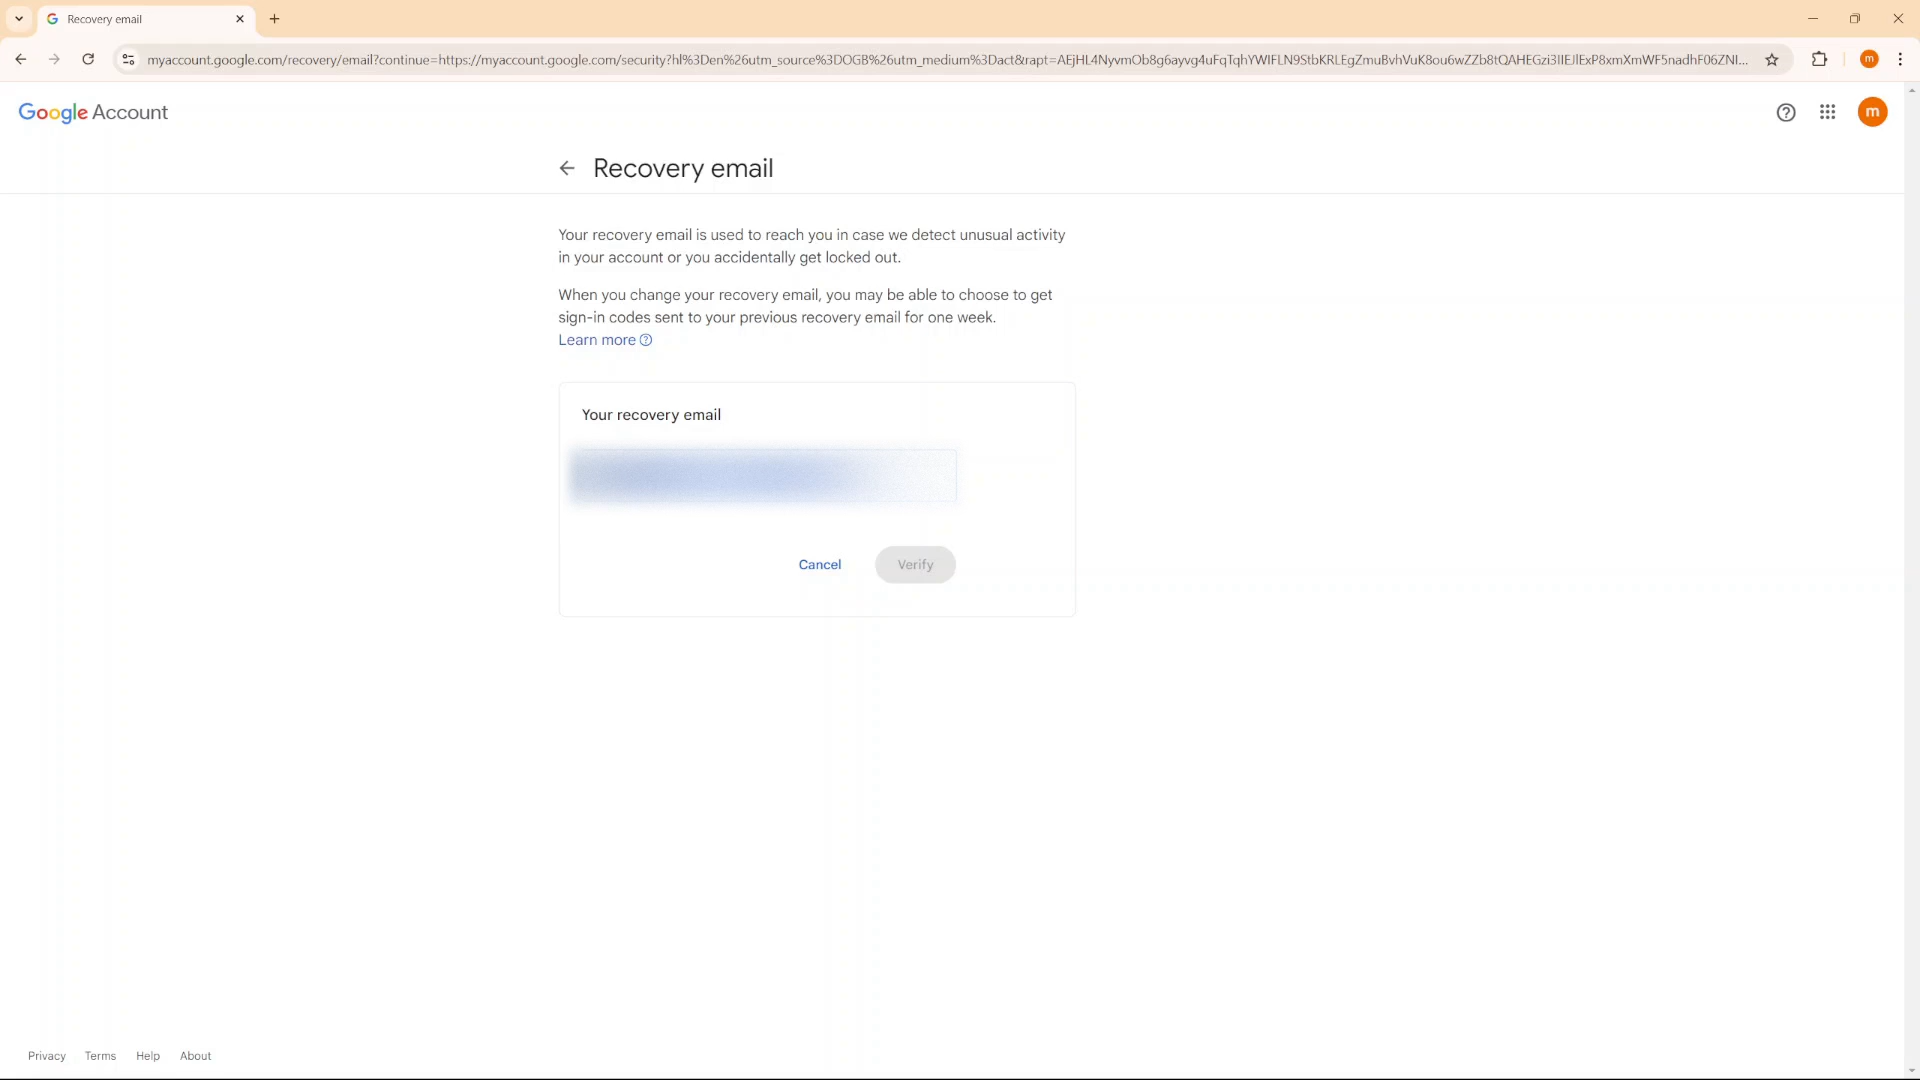 Recovery email
myaccount.google.com/recovery/email?continue=https://myaccount.google.com/security?hl%3Den%26utm_source%3DOGB%26utm_medium%3Dact&rapt=AEjHL4NyvmOb8g6ayvg4uFqTqhYWIFLN9StbKRLEgZmuBvhVuK8ou6wZZb8tQAHEGzi3IIEJlExP8xmXmWF5nadhF06ZNI...
m
Google Account
m
Recovery email
Your recovery email is used to reach you in case we detect unusual activity
in your account or you accidentally get locked out.
When you change your recovery email, you may be able to choose to get
sign-in codes sent to your previous recovery email for one week.
Learn more
Your recovery email
Cancel
Verify
Privacy Terms Help About